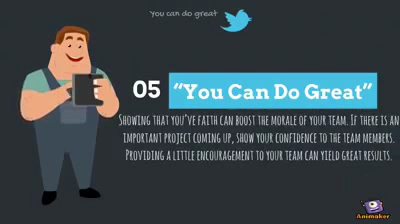 You can do great
05 "You Can Do Great"
Showing that you've faith can boost the morale of your team. If there is an
important project coming up, show your confidence to the team members.
Providing a little encouragement to your team can yield great results.
Animaker